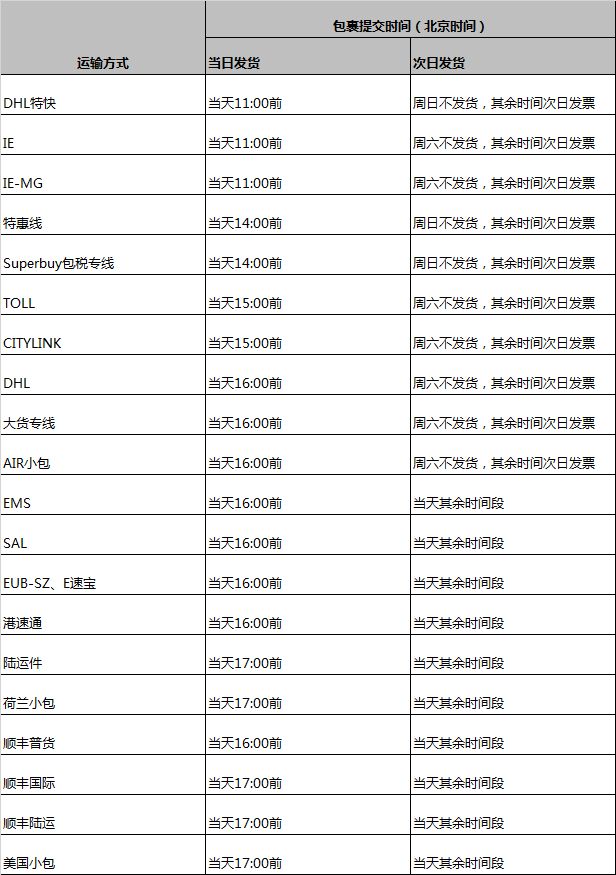 包裹提交时间（北京时间）
运输方式 当日发货 次日发货
DHL特快 当天11:00前 周日不发货，其余时间次日发票
IE 当天11:00前 周六不发货，其余时间次日发票
IE-MG 当天11:00前 周六不发货，其余时间次日发票
特惠线 当天14:00前 周日不发货，其余时间次日发票
Superbuy包税专线 当天14:00前 周日不发货，其余时间次日发票
TOLL 当天15:00前 周六不发货，其余时间次日发票
CITYLINK 当天15:00前 周六不发货，其余时间次日发票
DHL 当天16:00前 周六不发货，其余时间次日发票
大货专线 当天16:00前 周六不发货，其余时间次日发票
AIR小包 当天16:00前 周六不发货，其余时间次日发票
EMS 当天16:00前 当天其余时间段
SAL 当天16:00前 当天其余时间段
EUB-SZ、E速宝 当天16:00前 当天其余时间段
港速通 当天16:00前 当天其余时间段
陆运件 当天17:00前 当天其余时间段
荷兰小包 当天17:00前 当天其余时间段
顺丰普货 当天16:00前 当天其余时间段
顺丰国际 当天17:00前 当天其余时间段
顺丰陆运 当天17:00前 当天其余时间段
美国小包 当天17:00前 当天其余时间段